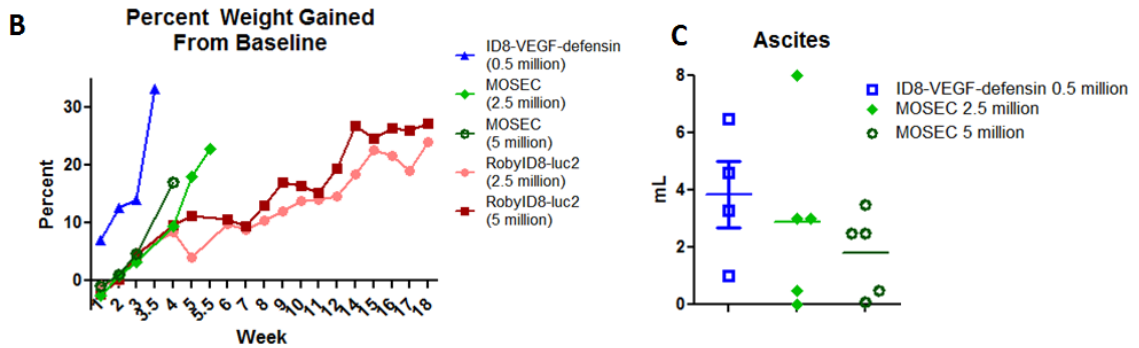 B
Percent Weight Gained
From Baseline
Percent
30
20
10
0
1 2 3 3.5 4 5 5.5 6 7 8 9 10 11 12 14 15 16 17 18
Week
ID8-VEGF-defensin
(0.5 million)
MOSEC
(2.5 million)
MOSEC
(5 million)
RobyID8-luc2
(2.5 million)
RobyID8-luc2
(5 million)
C
Ascites
mL
8
6
4
2
0
ID8-VEGF-defensin 0.5 million
MOSEC 2.5 million
MOSEC 5 million